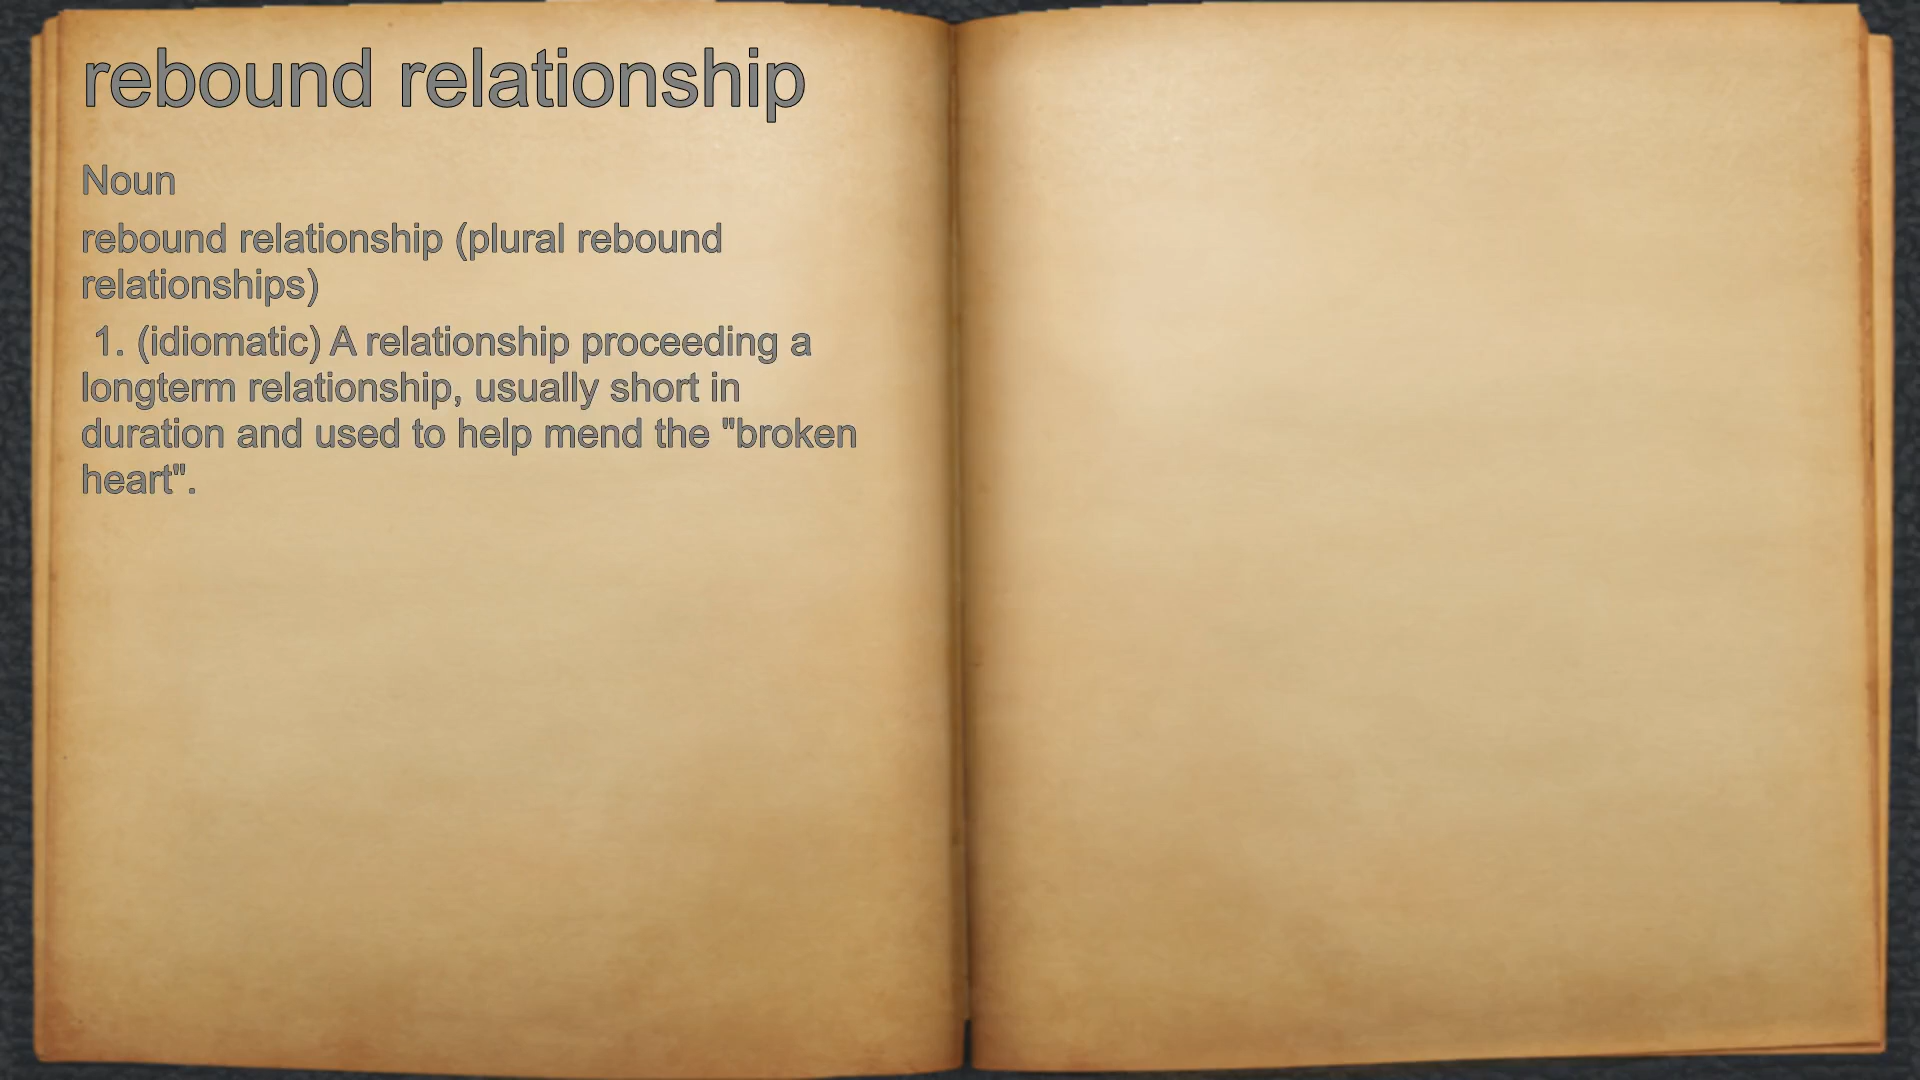 rebound relationship
Noun
rebound relationship (plural rebound
relationships)
1. (idiomatic) A relationship proceeding a
longterm relationship, usually short in
duration and used to help mend the "broken
heart".